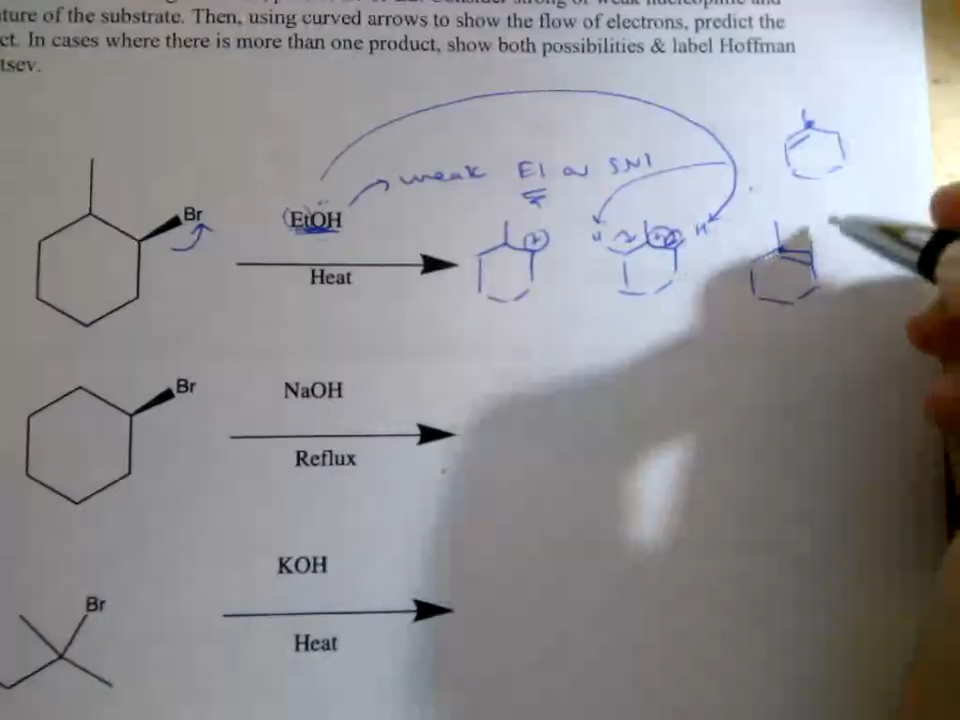 ture of the substrate. Then, using curved arrows to show the flow of electrons, predict the
ct. In cases where there is more than one product, show both possibilities & label Hoffman
tsev.
Br
EtOH
weak E1 or SN1
Heat
H
H
Br
NaOH
Reflux
Br
KOH
Heat